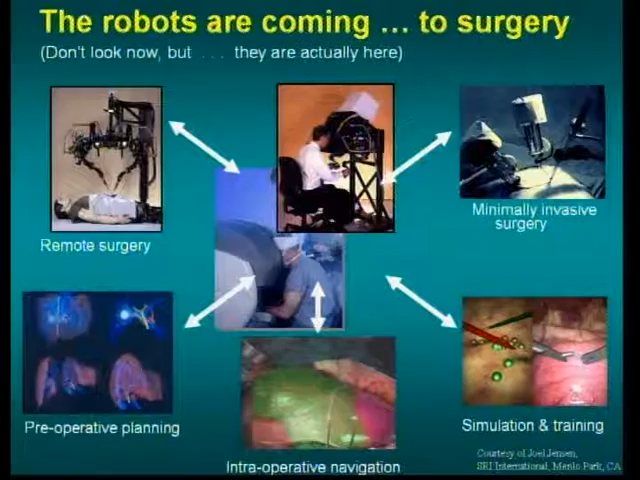 The robots are coming ... to surgery
(Don't look now, but . . . they are actually here)
Remote surgery
Minimally invasive
surgery
Pre-operative planning
Simulation & training
Intra-operative navigation
Courtesy of Joel Jensen,
SRI International, Menlo Park, CA